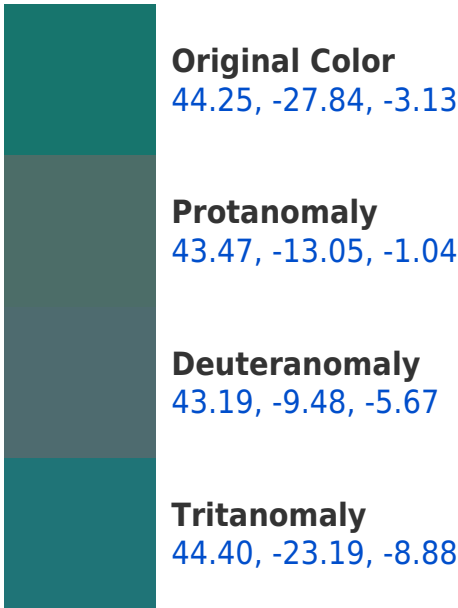 Original Color
44.25, -27.84, -3.13
Protanomaly
43.47, -13.05, -1.04
Deuteranomaly
43.19, -9.48, -5.67
Tritanomaly
44.40, -23.19, -8.88